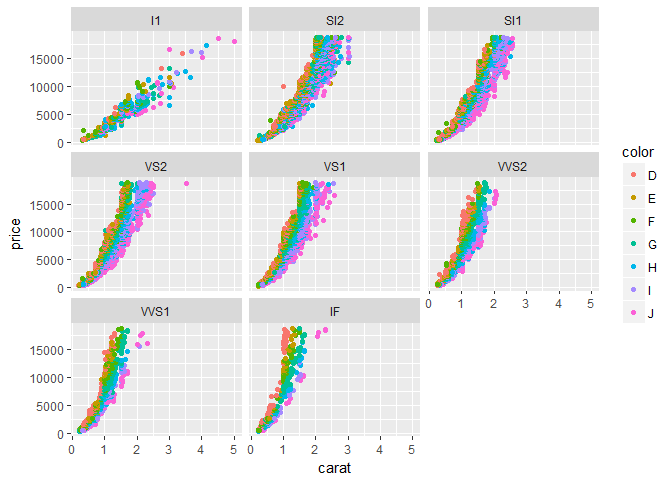 I1 SI2 SI1
15000
10000
5000
0
color
D
E
F
G
H
I
J
VS2 VS1 VVS2
price
15000
10000
5000
0
0 1 2 3 4 5
VVS1 IF
15000
10000
5000
0
0 1 2 3 4 5 0 1 2 3 4 5
carat